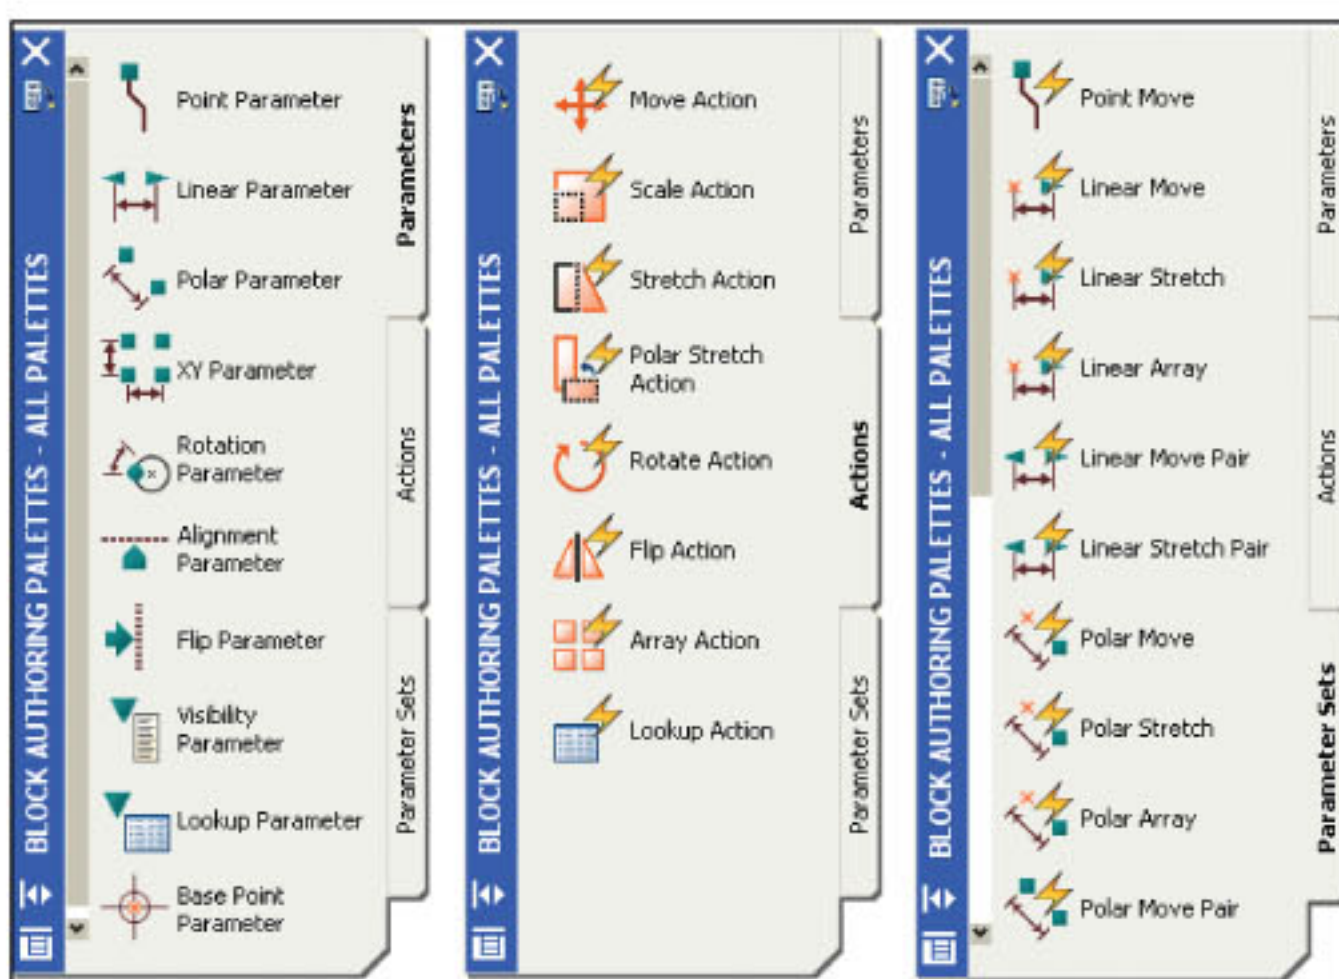 BLOCK AUTHORING PALETTES - ALL PALETTES
Point Parameter
Linear Parameter
Polar Parameter
XY Parameter
Rotation
Parameter
Alignment
Parameter
Flip Parameter
Visibility
Parameter
Lookup Parameter
Base Point
Parameter
Parameters
Actions
Parameter Sets
BLOCK AUTHORING PALETTES - ALL PALETTES
Move Action
Scale Action
Stretch Action
Polar Stretch
Action
Rotate Action
Flip Action
Array Action
Lookup Action
Parameters
Actions
Parameter Sets
BLOCK AUTHORING PALETTES - ALL PALETTES
Point Move
Linear Move
Linear Stretch
Linear Array
Linear Move Pair
Linear Stretch Pair
Polar Move
Polar Stretch
Polar Array
Polar Move Pair
Parameters
Actions
Parameter Sets